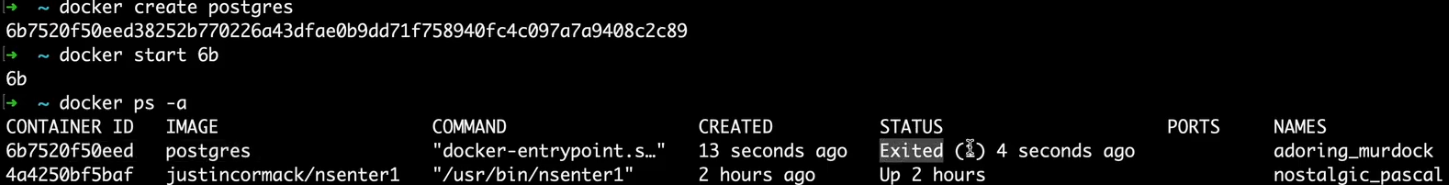 → ~ docker create postgres
6b7520f50eed38252b770226a43dfae0b9dd71f758940fc4c097a7a9408c2c89
→ ~ docker start 6b
6b
→ ~ docker ps -a
CONTAINER ID IMAGE COMMAND CREATED STATUS PORTS NAMES
6b7520f50eed postgres "docker-entrypoint.s…" 13 seconds ago Exited ( ) 4 seconds ago adoring_murdock
4a4250bf5baf justincormack/nsenter1 "/usr/bin/nsenter1" 2 hours ago Up 2 hours nostalgic_pascal